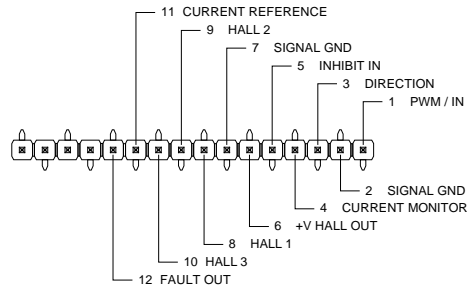 11 CURRENT REFERENCE
9 HALL 2
7 SIGNAL GND
5 INHIBIT IN
3 DIRECTION
1 PWM / IN
2 SIGNAL GND
4 CURRENT MONITOR
6 +V HALL OUT
8 HALL 1
10 HALL 3
12 FAULT OUT